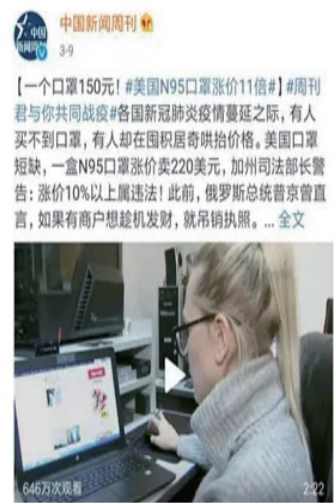 中国新闻周刊
3-9
【一个口罩150元！#美国N95口罩涨价11倍#】#周刊
君与你共同战疫#各国新冠肺炎疫情蔓延之际，有人
买不到口罩，有人却在囤积居奇哄抬价格。美国口罩
短缺，一盒N95口罩涨价卖220美元，加州司法部长警
告：涨价10%以上属违法！此前，俄罗斯总统普京曾直
言，如果有商户想趁机发财，就吊销执照。... 全文
646万次观看
2:22